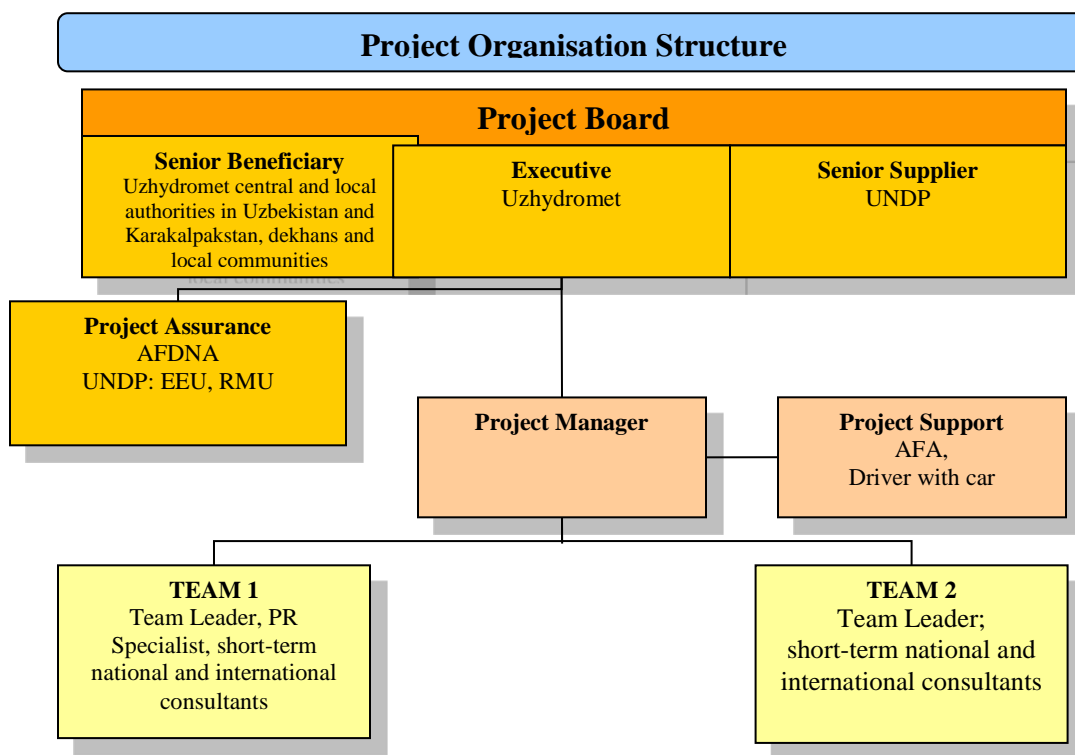 Project Organisation Structure
Project Board
Senior Beneficiary
Uzhydromet central and local
authorities in Uzbekistan and
Karakalpakstan, dekhans and
local communities
Executive
Uzhydromet
Senior Supplier
UNDP
Project Assurance
AFDNA
UNDP: EEU, RMU
Project Manager
Project Support
AFA,
Driver with car
TEAM 1
Team Leader, PR
Specialist, short-term
national and international
consultants
TEAM 2
Team Leader;
short-term national and
international consultants